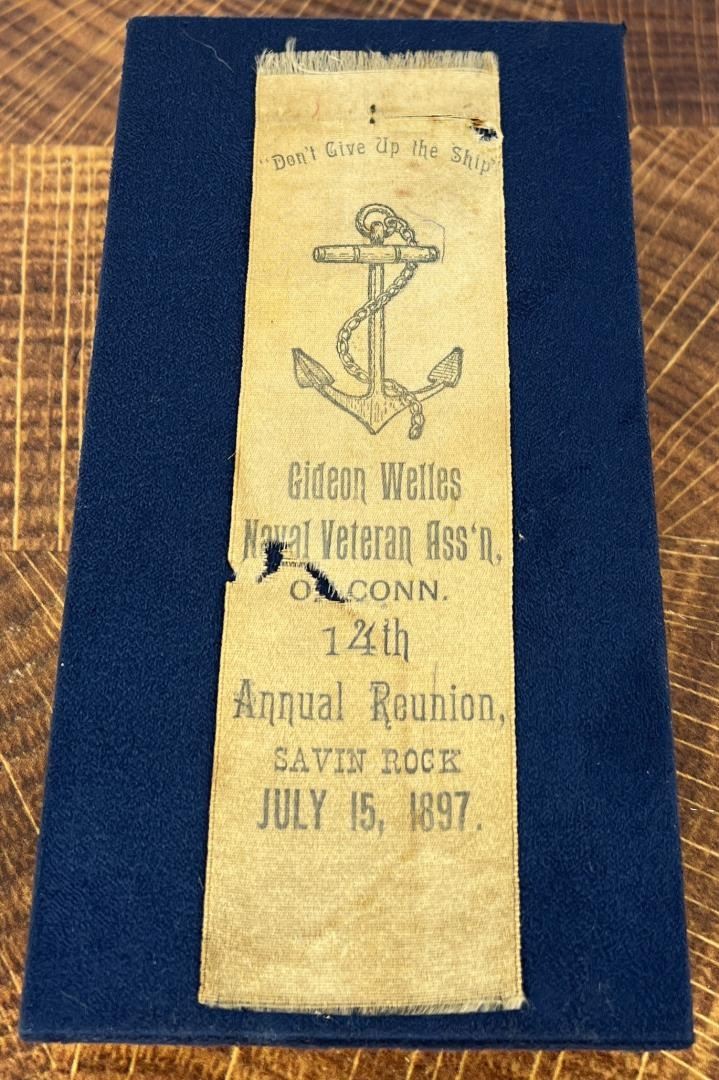 "Don't Give Up the Ship"
Gideon Welles
Naval Veteran Ass'n,
OF CONN.
14th
Annual Reunion,
SAVIN ROCK
JULY 15, 1897.